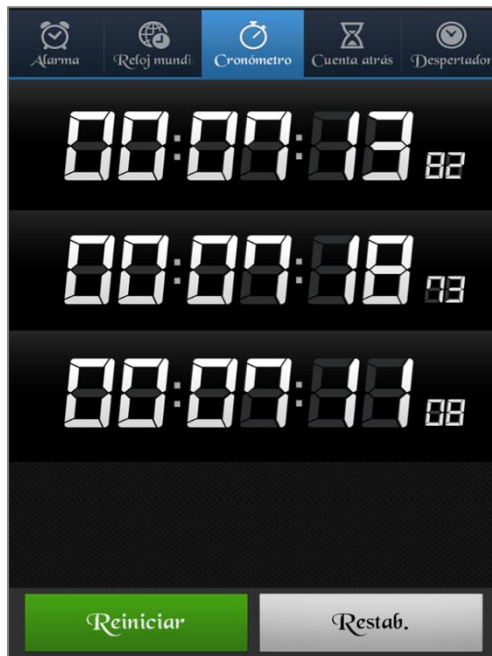 Alarma Reloj mundi Cronómetro Cuenta atrás Despertador
00:07:13 82
00:07:18 73
00:07:11 08
Reiniciar Restab.